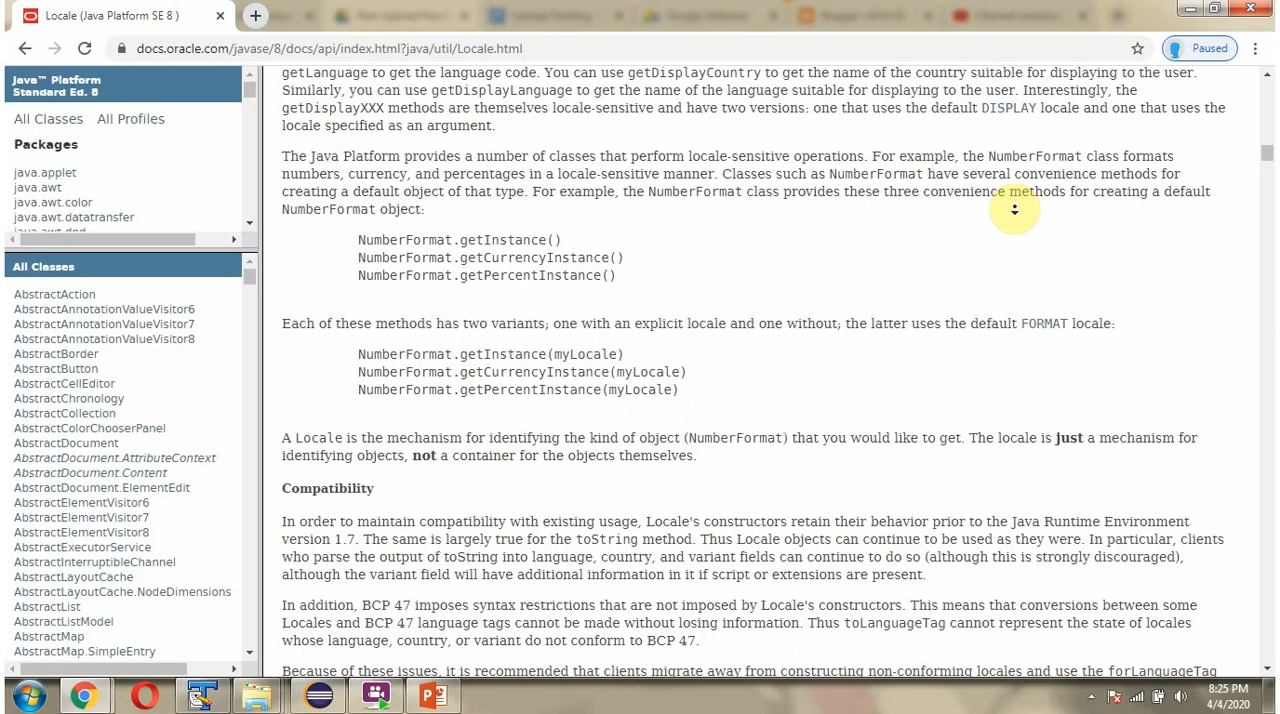 Locale (Java Platform SE 8 )
docs.oracle.com/javase/8/docs/api/index.html?java/util/Locale.html
Paused
Java™ Platform
Standard Ed. 8
All Classes All Profiles
Packages
java.applet
java.awt
java.awt.color
java.awt.datatransfer
java.awt.dnd
All Classes
AbstractAction
AbstractAnnotationValueVisitor6
AbstractAnnotationValueVisitor7
AbstractAnnotationValueVisitor8
AbstractBorder
AbstractButton
AbstractCellEditor
AbstractChronology
AbstractCollection
AbstractColorChooserPanel
AbstractDocument
AbstractDocument.AttributeContext
AbstractDocument.Content
AbstractDocument.ElementEdit
AbstractElementVisitor6
AbstractElementVisitor7
AbstractElementVisitor8
AbstractExecutorService
AbstractInterruptibleChannel
AbstractLayoutCache
AbstractLayoutCache.NodeDimensions
AbstractList
AbstractListModel
AbstractMap
AbstractMap.SimpleEntry
getLanguage to get the language code. You can use getDisplayCountry to get the name of the country suitable for displaying to the user.
Similarly, you can use getDisplayLanguage to get the name of the language suitable for displaying to the user. Interestingly, the
getDisplayXXX methods are themselves locale-sensitive and have two versions: one that uses the default DISPLAY locale and one that uses the
locale specified as an argument.
The Java Platform provides a number of classes that perform locale-sensitive operations. For example, the NumberFormat class formats
numbers, currency, and percentages in a locale-sensitive manner. Classes such as NumberFormat have several convenience methods for
creating a default object of that type. For example, the NumberFormat class provides these three convenience methods for creating a default
NumberFormat object:
NumberFormat.getInstance()
NumberFormat.getCurrencyInstance()
NumberFormat.getPercentInstance()
Each of these methods has two variants; one with an explicit locale and one without; the latter uses the default FORMAT locale:
NumberFormat.getInstance(myLocale)
NumberFormat.getCurrencyInstance(myLocale)
NumberFormat.getPercentInstance(myLocale)
A Locale is the mechanism for identifying the kind of object (NumberFormat) that you would like to get. The locale is just a mechanism for
identifying objects, not a container for the objects themselves.
Compatibility
In order to maintain compatibility with existing usage, Locale's constructors retain their behavior prior to the Java Runtime Environment
version 1.7. The same is largely true for the toString method. Thus Locale objects can continue to be used as they were. In particular, clients
who parse the output of toString into language, country, and variant fields can continue to do so (although this is strongly discouraged),
although the variant field will have additional information in it if script or extensions are present.
In addition, BCP 47 imposes syntax restrictions that are not imposed by Locale's constructors. This means that conversions between some
Locales and BCP 47 language tags cannot be made without losing information. Thus toLanguageTag cannot represent the state of locales
whose language, country, or variant do not conform to BCP 47.
Because of these issues, it is recommended that clients migrate away from constructing non-conforming locales and use the forLanguageTag
8:25 PM
4/4/2020